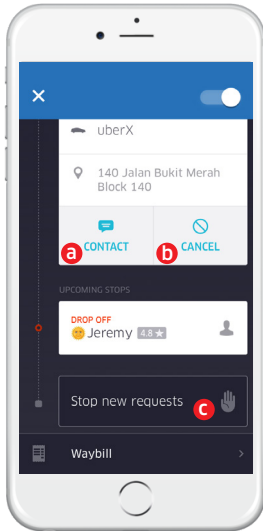 uberX
140 Jalan Bukit Merah
Block 140
a CONTACT
b CANCEL
UPCOMING STOPS
DROP OFF
Jeremy 4.8 ★
Stop new requests c
Waybill